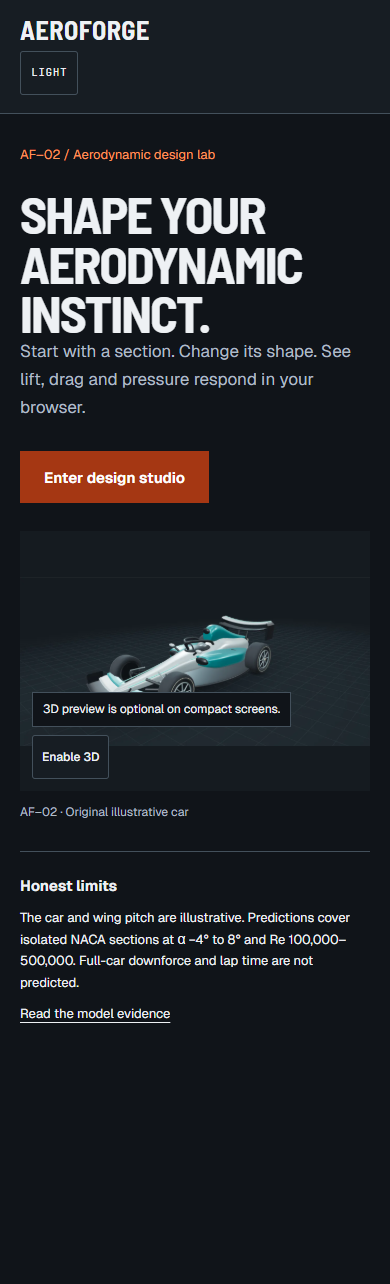 AEROFORGE
LIGHT
AF–02 / Aerodynamic design lab
SHAPE YOUR
AERODYNAMIC
INSTINCT.
Start with a section. Change its shape. See
lift, drag and pressure respond in your
browser.
Enter design studio
3D preview is optional on compact screens.
Enable 3D
AF–02 · Original illustrative car
Honest limits
The car and wing pitch are illustrative. Predictions cover
isolated NACA sections at α −4° to 8° and Re 100,000–
500,000. Full-car downforce and lap time are not
predicted.
Read the model evidence